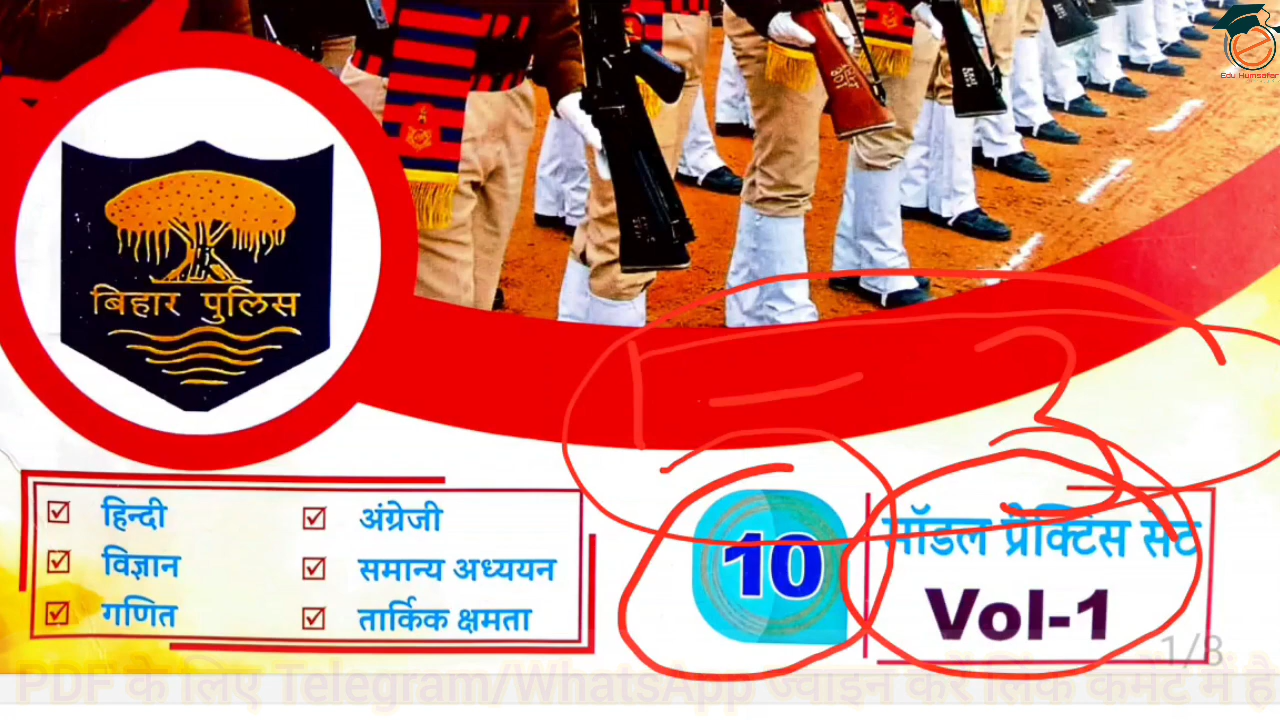 Edu Humsafar
बिहार पुलिस
हिन्दी
अंग्रेजी
विज्ञान
समान्य अध्ययन
गणित
तार्किक क्षमता
10
मॉडल प्रैक्टिस सेट
Vol-1
1/8
PDF के लिए Telegram/WhatsApp ज्वाइन करें लिंक कमेंट में है